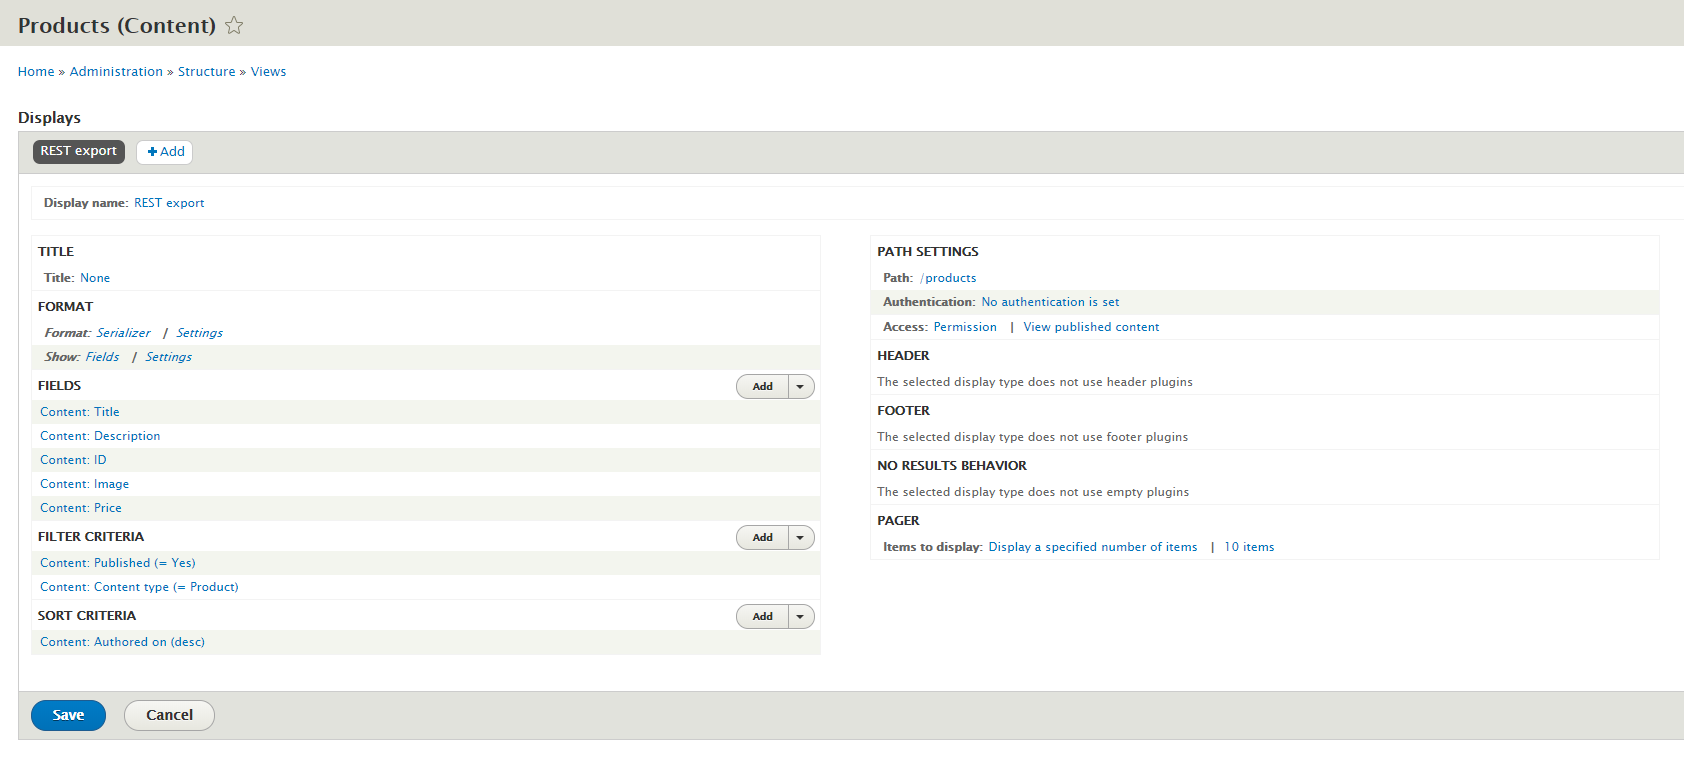 Products (Content)
Home » Administration » Structure » Views
Displays
REST export
Add
Display name: REST export
TITLE
Title: None
FORMAT
Format: Serializer | Settings
Show: Fields | Settings
FIELDS
Add
Content: Title
Content: Description
Content: ID
Content: Image
Content: Price
FILTER CRITERIA
Add
Content: Published (= Yes)
Content: Content type (= Product)
SORT CRITERIA
Add
Content: Authored on (desc)
PATH SETTINGS
Path: /products
Authentication: No authentication is set
Access: Permission | View published content
HEADER
The selected display type does not use header plugins
FOOTER
The selected display type does not use footer plugins
NO RESULTS BEHAVIOR
The selected display type does not use empty plugins
PAGER
Items to display: Display a specified number of items | 10 items
Save
Cancel